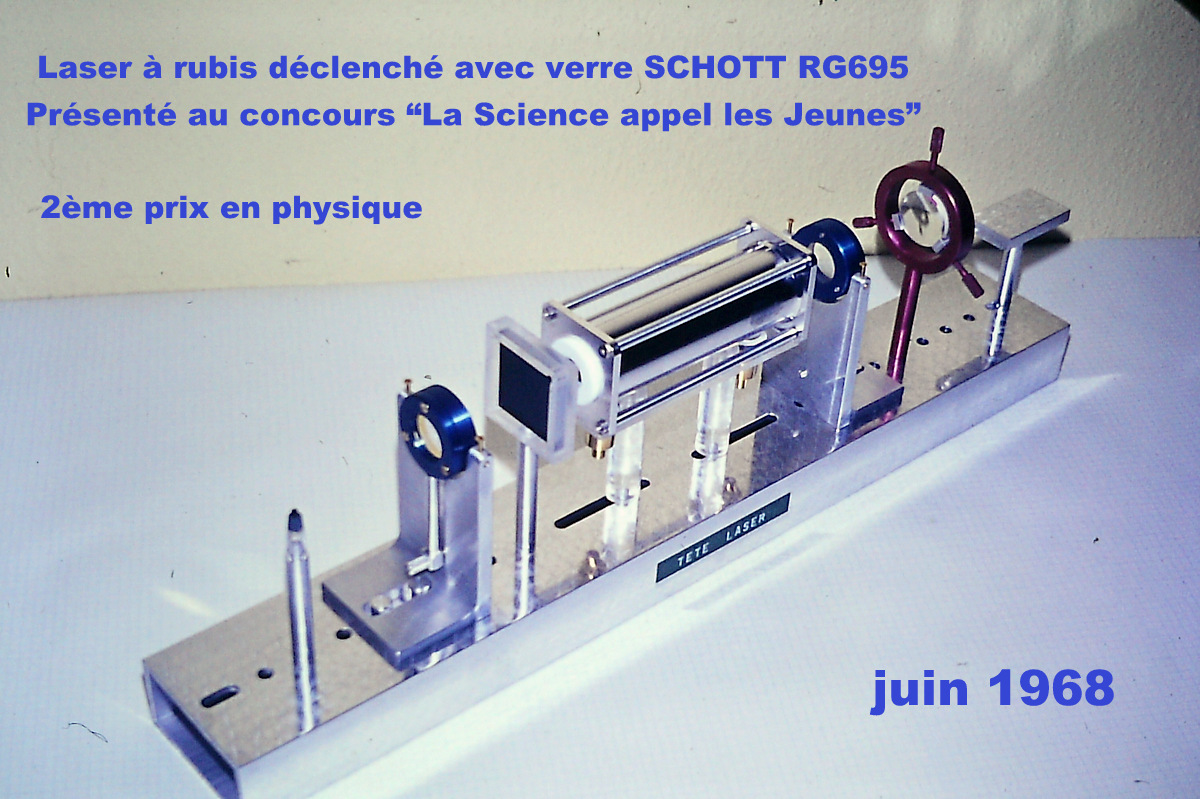 Laser à rubis déclenché avec verre SCHOTT RG695
Présenté au concours “La Science appel les Jeunes”
2ème prix en physique
TETE LASER
juin 1968